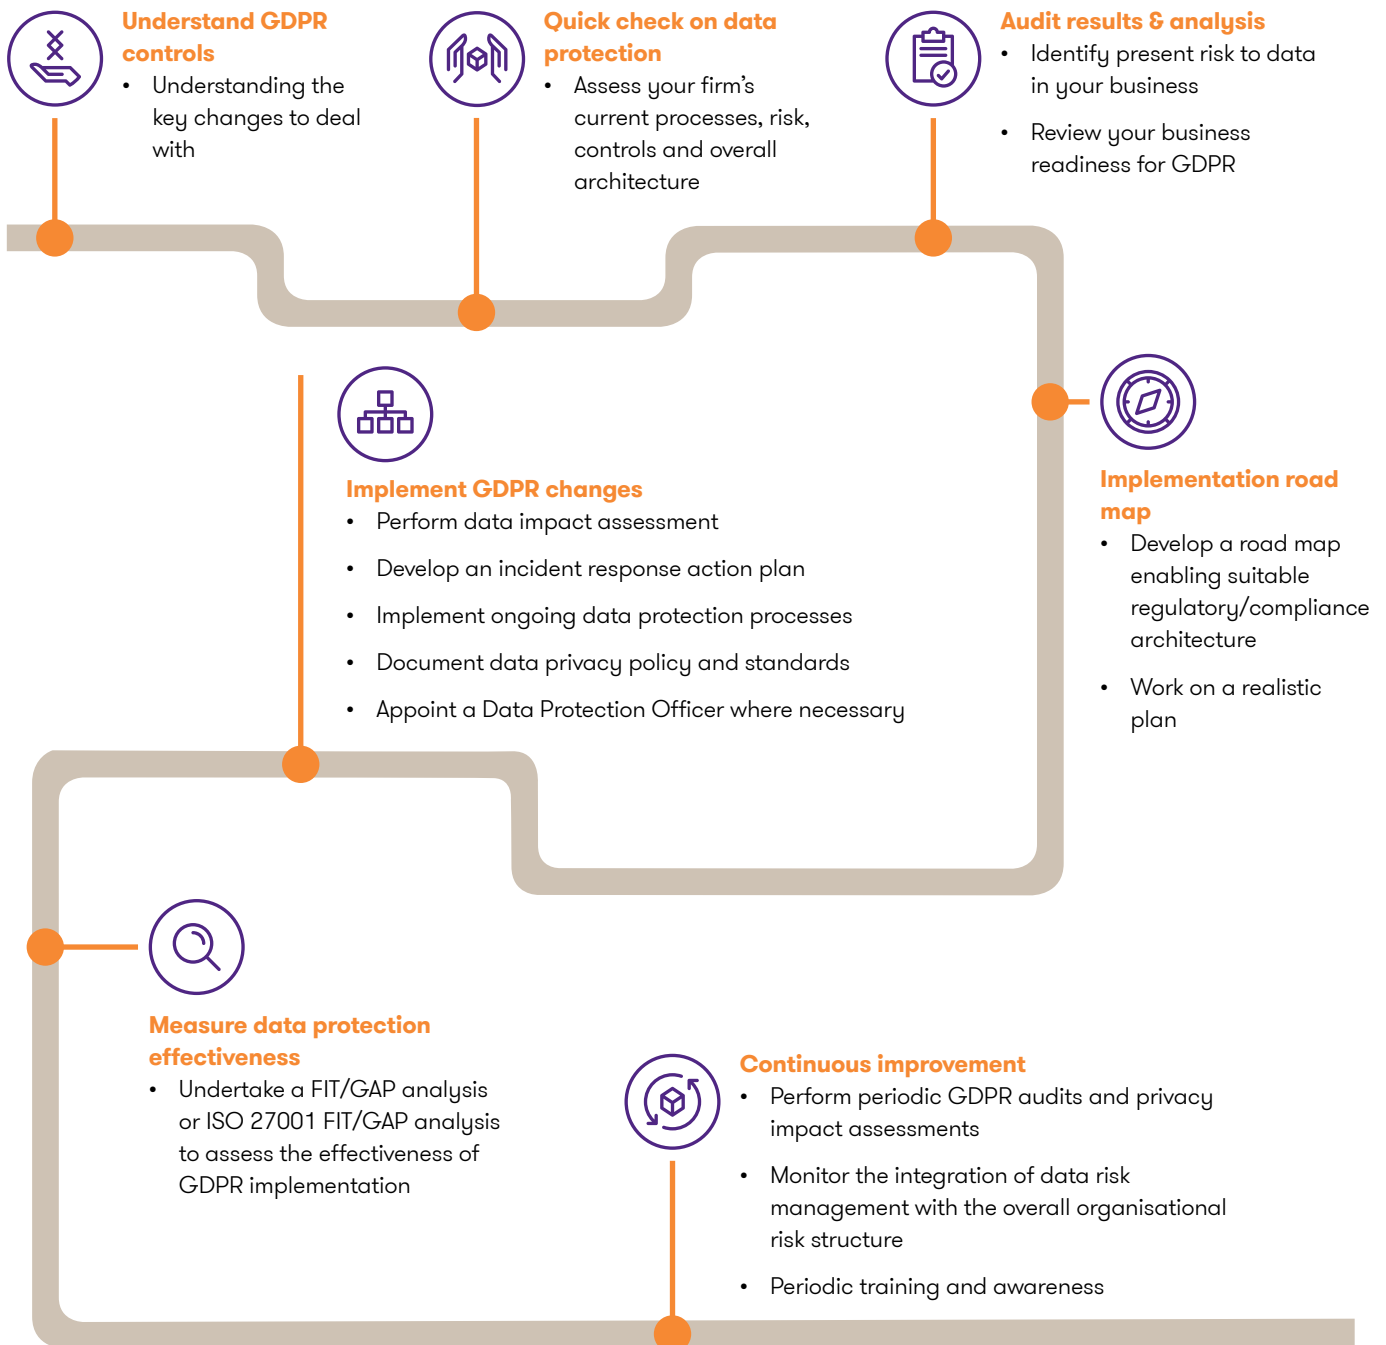 Understand GDPR
controls
• Understanding the
key changes to deal
with
Quick check on data
protection
• Assess your firm's
current processes, risk,
controls and overall
architecture
Audit results & analysis
• Identify present risk to data
in your business
• Review your business
readiness for GDPR
Implementation road
map
• Develop a road map
enabling suitable
regulatory/compliance
architecture
• Work on a realistic
plan
Implement GDPR changes
• Perform data impact assessment
• Develop an incident response action plan
• Implement ongoing data protection processes
• Document data privacy policy and standards
• Appoint a Data Protection Officer where necessary
Measure data protection
effectiveness
• Undertake a FIT/GAP analysis
or ISO 27001 FIT/GAP analysis
to assess the effectiveness of
GDPR implementation
Continuous improvement
• Perform periodic GDPR audits and privacy
impact assessments
• Monitor the integration of data risk
management with the overall organisational
risk structure
• Periodic training and awareness